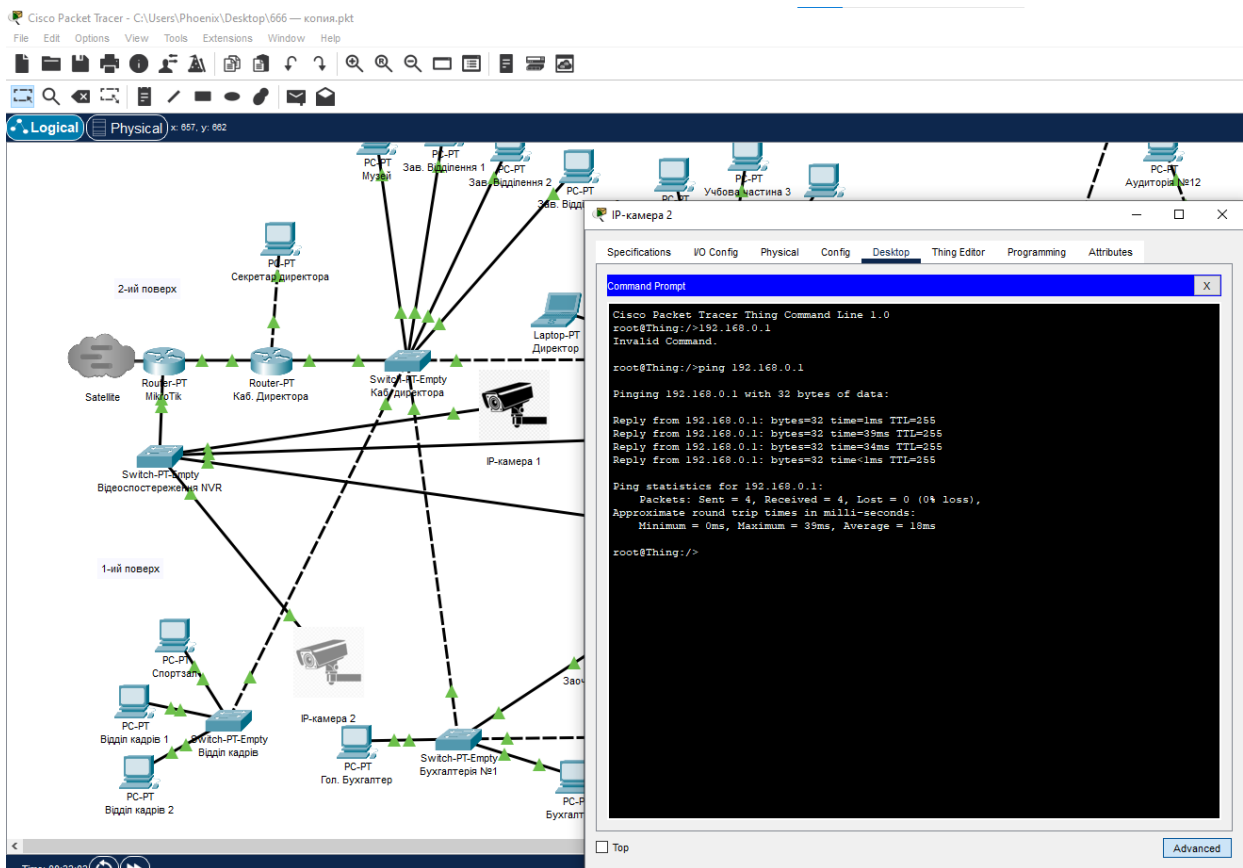 Cisco Packet Tracer - C:\Users\Phoenix\Desktop\666 — копия.pkt
File Edit Options View Tools Extensions Window Help
Logical Physical x: 657, y: 662
PC-PT
Музей
PC-PT
Зав. Відділення 1
PC-PT
Зав. Відділення 2
PC-PT
Зав. Відді
PC-PT
PC-PT
Учбова частина 3
PC-PT
Аудиторія №12
PC-PT
Секретар директора
2-ий поверх
Satellite
Router-PT
MikroTik
Router-PT
Каб. Директора
Switch-PT-Empty
Каб. директора
Laptop-PT
Директор
IP-камера 1
Switch-PT-Empty
Відеоспостереження NVR
1-ий поверх
PC-PT
Спортзал
PC-PT
Відділ кадрів 1
Switch-PT-Empty
Відділ кадрів
PC-PT
Відділ кадрів 2
IP-камера 2
PC-PT
Гол. Бухгалтер
Switch-PT-Empty
Бухгалтерія №1
Заоч
PC-P
Бухгалт
IP-камера 2
Specifications I/O Config Physical Config Desktop Thing Editor Programming Attributes
Command Prompt X
Cisco Packet Tracer Thing Command Line 1.0
root@Thing:/>192.168.0.1
Invalid Command.
root@Thing:/>ping 192.168.0.1
Pinging 192.168.0.1 with 32 bytes of data:
Reply from 192.168.0.1: bytes=32 time=1ms TTL=255
Reply from 192.168.0.1: bytes=32 time=39ms TTL=255
Reply from 192.168.0.1: bytes=32 time=34ms TTL=255
Reply from 192.168.0.1: bytes=32 time<1ms TTL=255
Ping statistics for 192.168.0.1:
Packets: Sent = 4, Received = 4, Lost = 0 (0% loss),
Approximate round trip times in milli-seconds:
Minimum = 0ms, Maximum = 39ms, Average = 18ms
root@Thing:/>
Top
Advanced